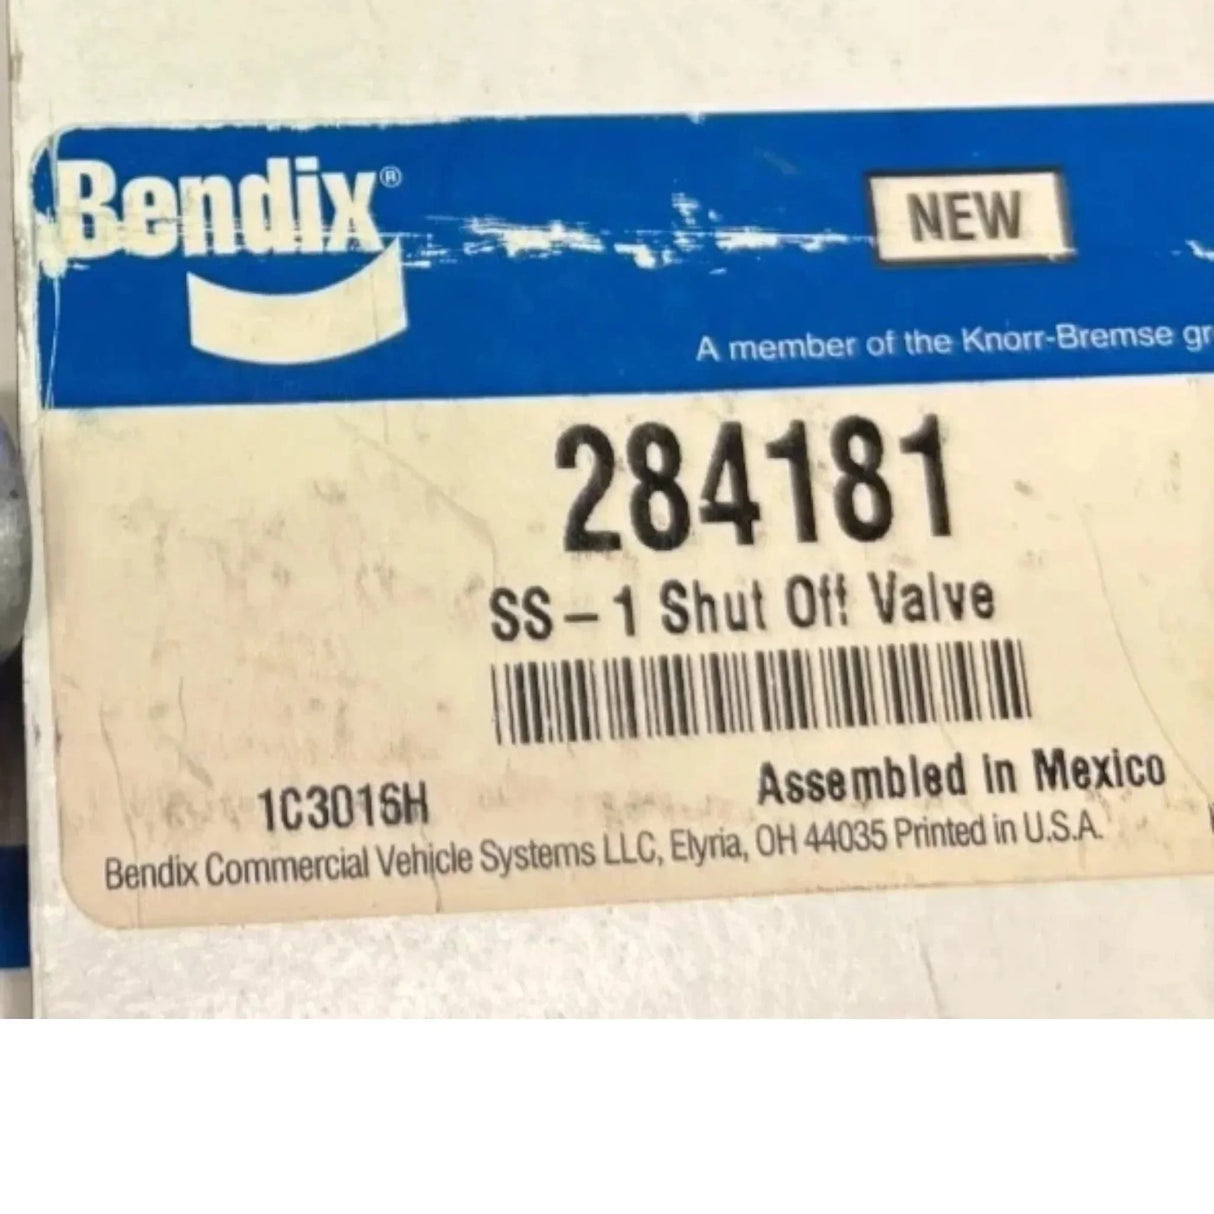 Bendix®
NEW
A member of the Knorr-Bremse gr
284181
SS-1 Shut Off Valve
Assembled in Mexico
1C3016H
Bendix Commercial Vehicle Systems LLC, Elyria, OH 44035 Printed in U.S.A.